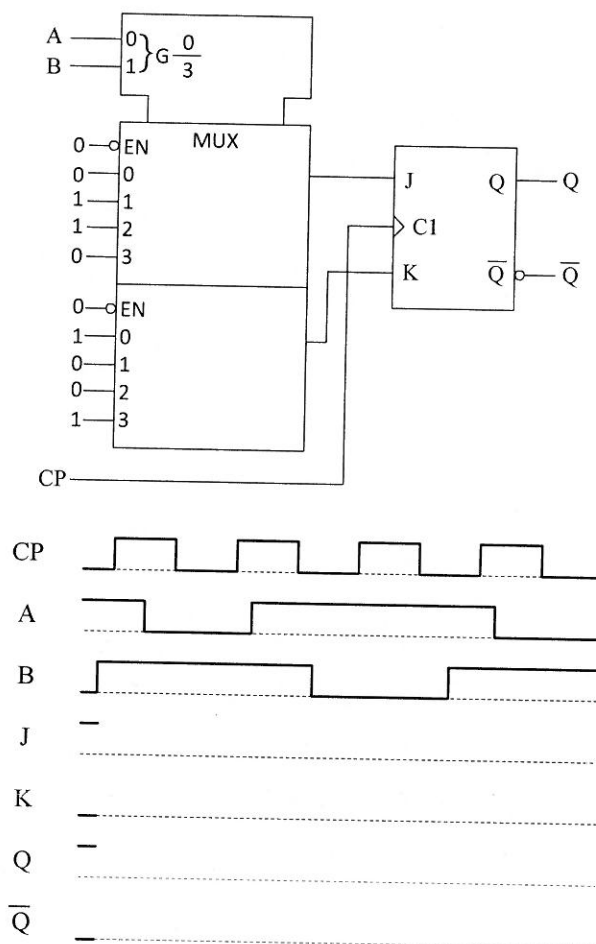 A 0 } G 0/3
B 1
MUX
0 EN
0 0
1 1
1 2
0 3
0 EN
1 0
0 1
0 2
1 3
J Q Q
C1
K Q̅ Q̅
CP
CP
A
B
J
K
Q
Q̅